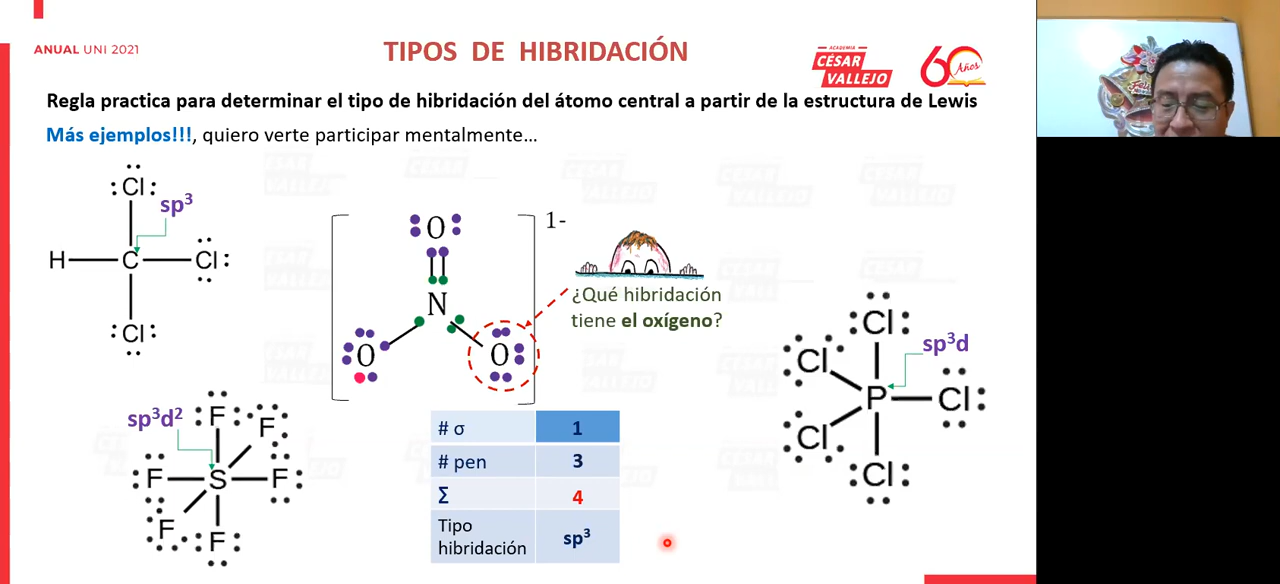 ANUAL UNI 2021
TIPOS DE HIBRIDACIÓN
ACADEMIA
CÉSAR
VALLEJO
60 Años
Regla practica para determinar el tipo de hibridación del átomo central a partir de la estructura de Lewis
Más ejemplos!!!, quiero verte participar mentalmente...
Cl
sp³
H C Cl
Cl
O
1-
N
O O
¿Qué hibridación
tiene el oxígeno?
Cl
sp³d
Cl
P Cl
Cl
Cl
sp³d²
F
F
F S F
F
F
# σ 1
# pen 3
Σ 4
Tipo
hibridación sp³